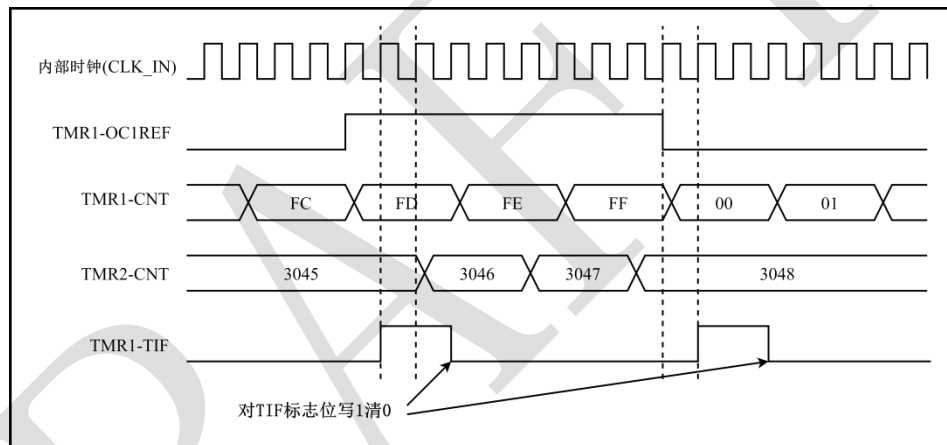 内部时钟(CLK_IN)
TMR1-OC1REF
TMR1-CNT FC FD FE FF 00 01
TMR2-CNT 3045 3046 3047 3048
TMR1-TIF
对TIF标志位写1清0